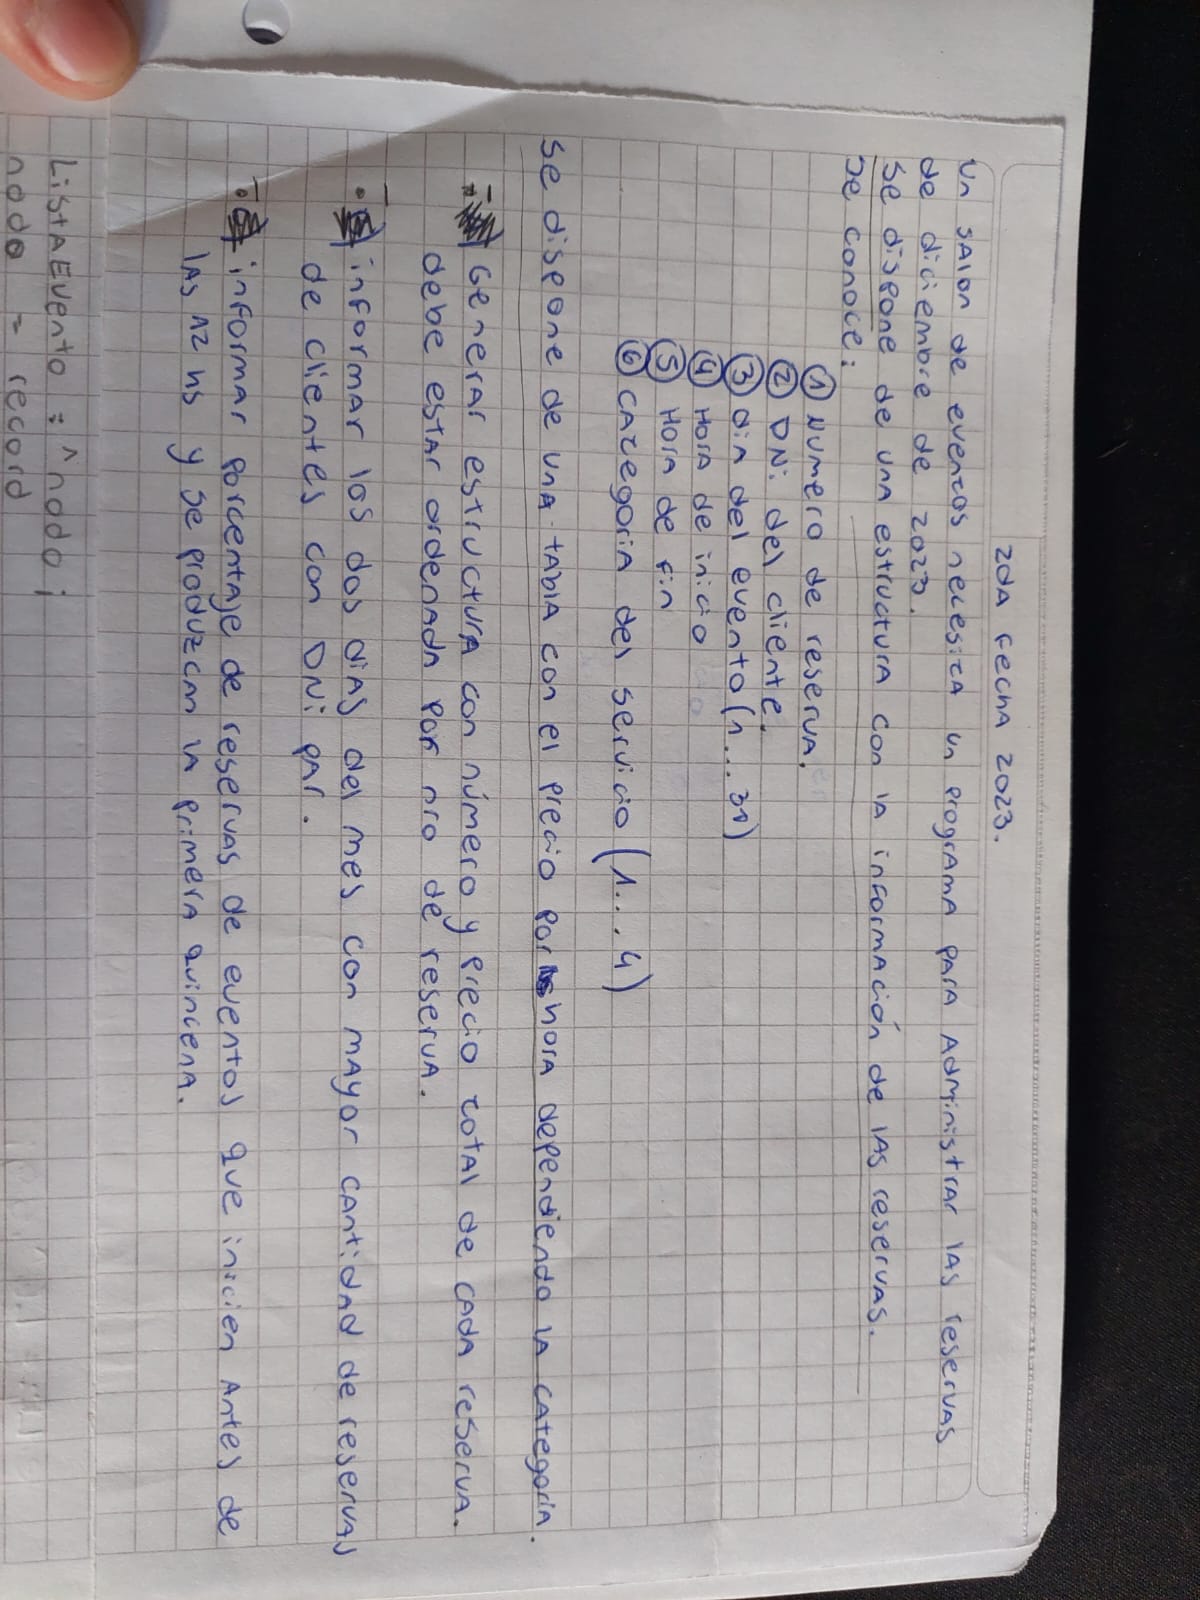 2dA FechA 2023.
Un SAlon de eventos necesitA un programA pArA AdministrAr lAs reservAs
de diciembre de 2023.
Se dispone de unA estructurA con lA informAción de lAs reservAs.
Se conoce:
① Numero de reservA.
② DNi del cliente.
③ diA del evento (1...31)
④ HorA de inicio
⑤ HorA de fin
⑥ CAtegoriA del servicio (1...4)
Se dispone de unA tAblA con el precio por horA dependiendo lA CAtegoriA.
- GenerAr estructurA con número y precio totAl de cAdA reservA.
debe estAr ordenAdA por nro de reservA.
- informAr los dos diAs del mes con mAyor cAntidAd de reservAs
de clientes con DNi pAr.
- informAr porcentAje de reservAs de eventos que inicien Antes de
lAs 12 hs y se produzcAn lA primerA quincenA.
ListAEvento = ^nodo;
nodo = record